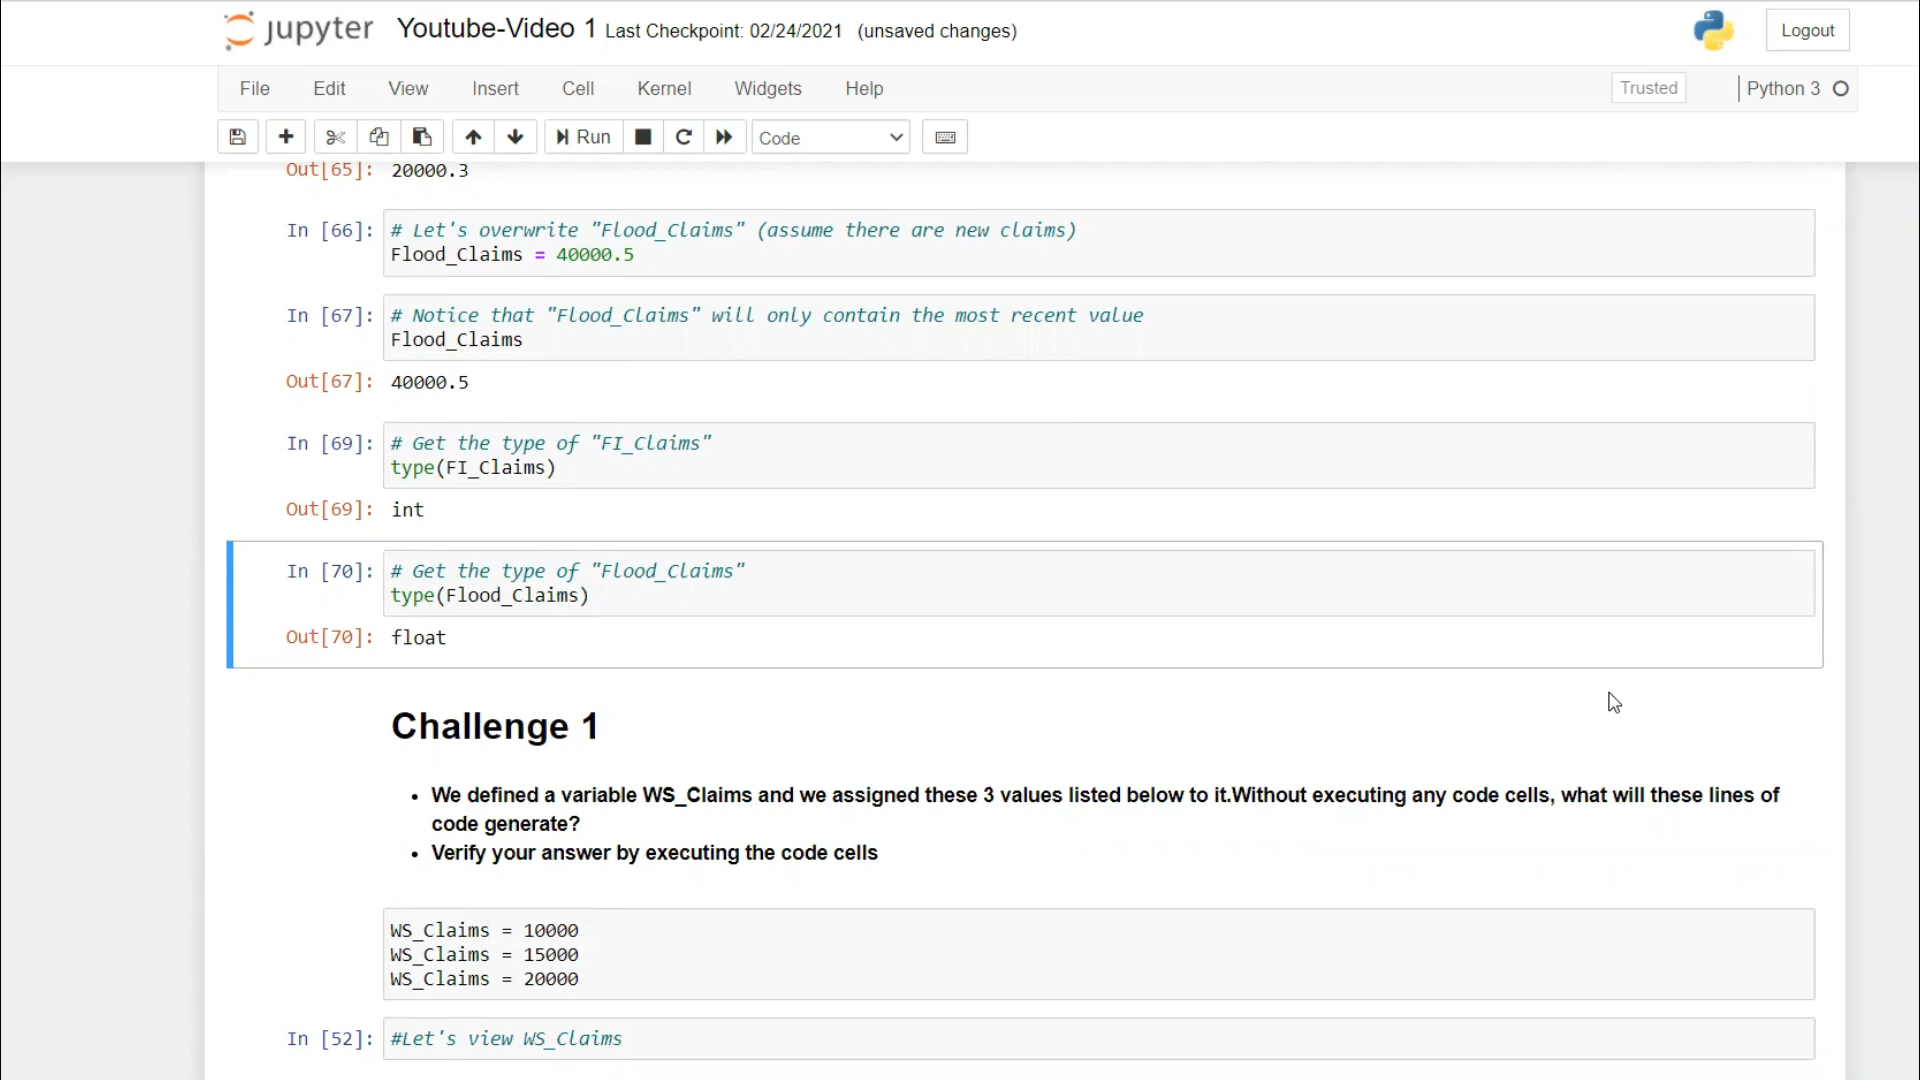 jupyter Youtube-Video 1 Last Checkpoint: 02/24/2021 (unsaved changes) Logout
File Edit View Insert Cell Kernel Widgets Help Trusted Python 3
Run Code
Out[65]: 20000.3
In [66]: # Let's overwrite "Flood_Claims" (assume there are new claims)
Flood_Claims = 40000.5
In [67]: # Notice that "Flood_Claims" will only contain the most recent value
Flood_Claims
Out[67]: 40000.5
In [69]: # Get the type of "FI_Claims"
type(FI_Claims)
Out[69]: int
In [70]: # Get the type of "Flood_Claims"
type(Flood_Claims)
Out[70]: float
Challenge 1
• We defined a variable WS_Claims and we assigned these 3 values listed below to it.Without executing any code cells, what will these lines of
code generate?
• Verify your answer by executing the code cells
WS_Claims = 10000
WS_Claims = 15000
WS_Claims = 20000
In [52]: #Let's view WS_Claims